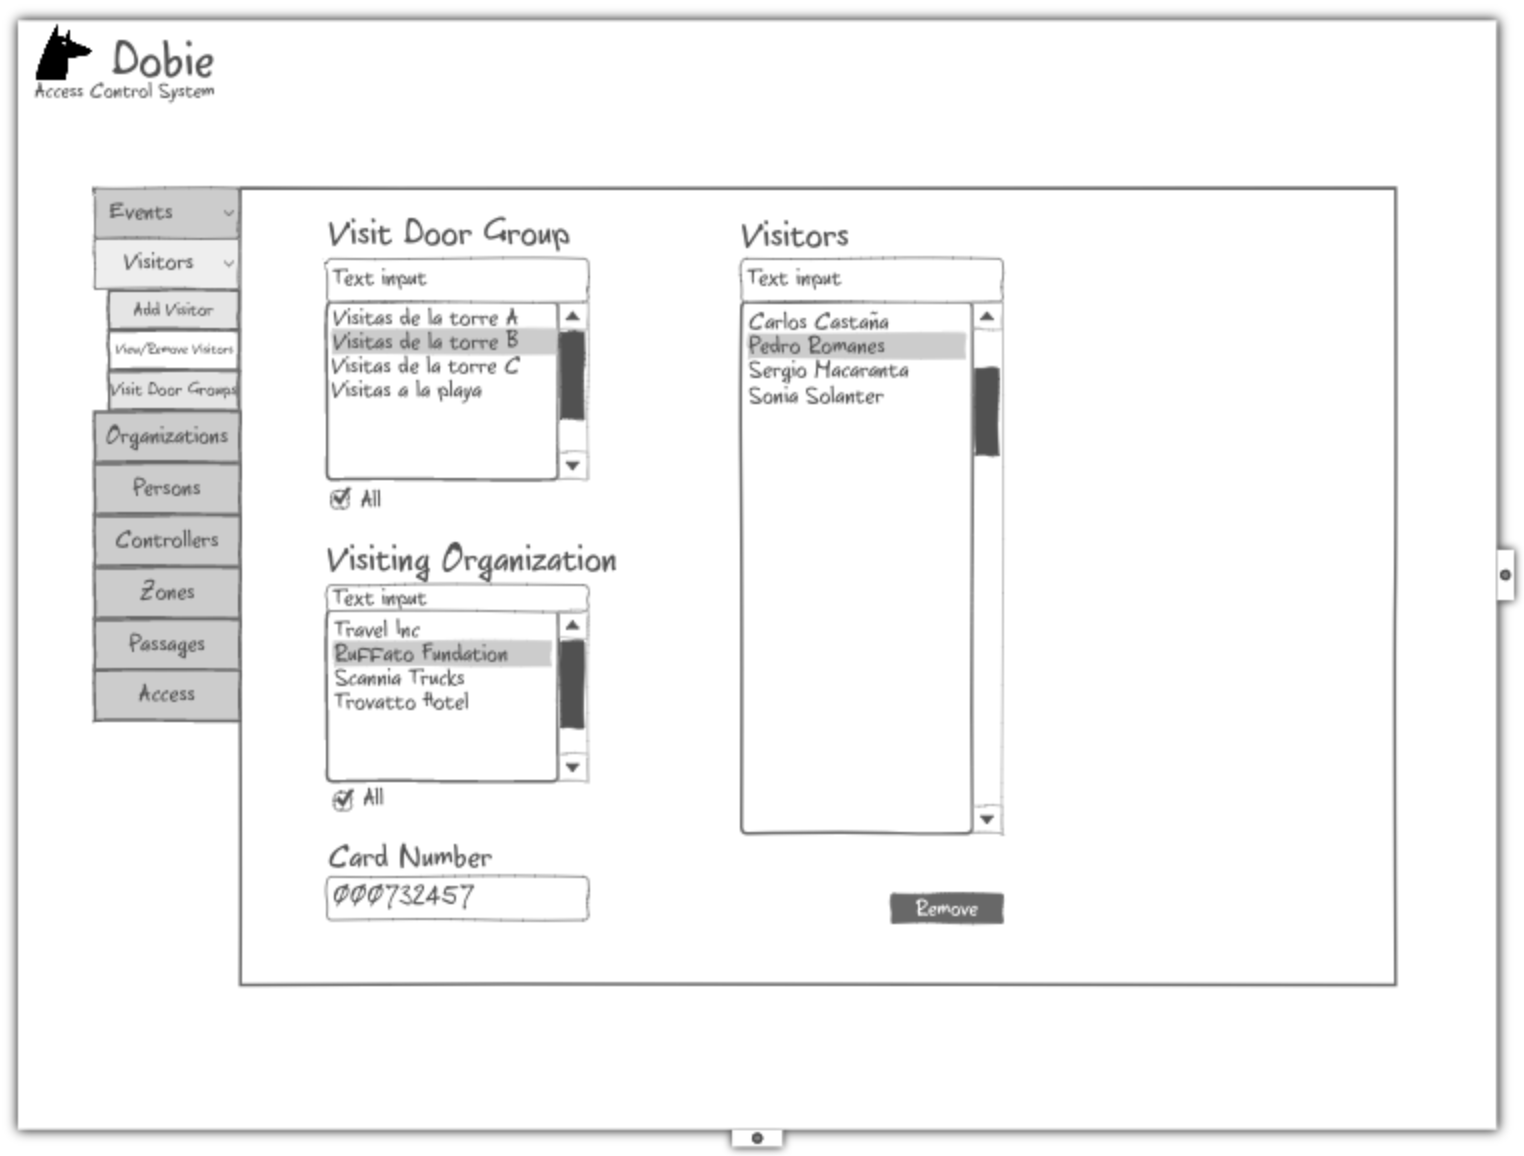 Dobie
Access Control System
Events
Visitors
Add Visitor
View/Remove Visitors
Visit Door Groups
Organizations
Persons
Controllers
Zones
Passages
Access
Visit Door Group
Text input
Visitas de la torre A
Visitas de la torre B
Visitas de la torre C
Visitas a la playa
All
Visiting Organization
Text input
Travel Inc
RuFFato Fundation
Scannia Trucks
Trovatto Hotel
All
Card Number
000732457
Visitors
Text input
Carlos Castaña
Pedro Romanes
Sergio Macaranta
Sonia Solanter
Remove